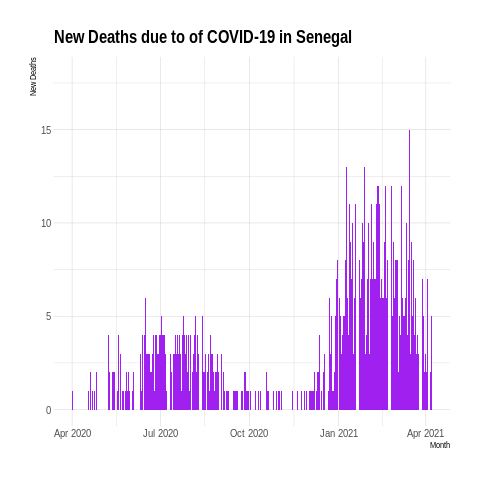 New Deaths due to of COVID-19 in Senegal
New Deaths
15
10
5
0
Apr 2020 Jul 2020 Oct 2020 Jan 2021 Apr 2021
Month